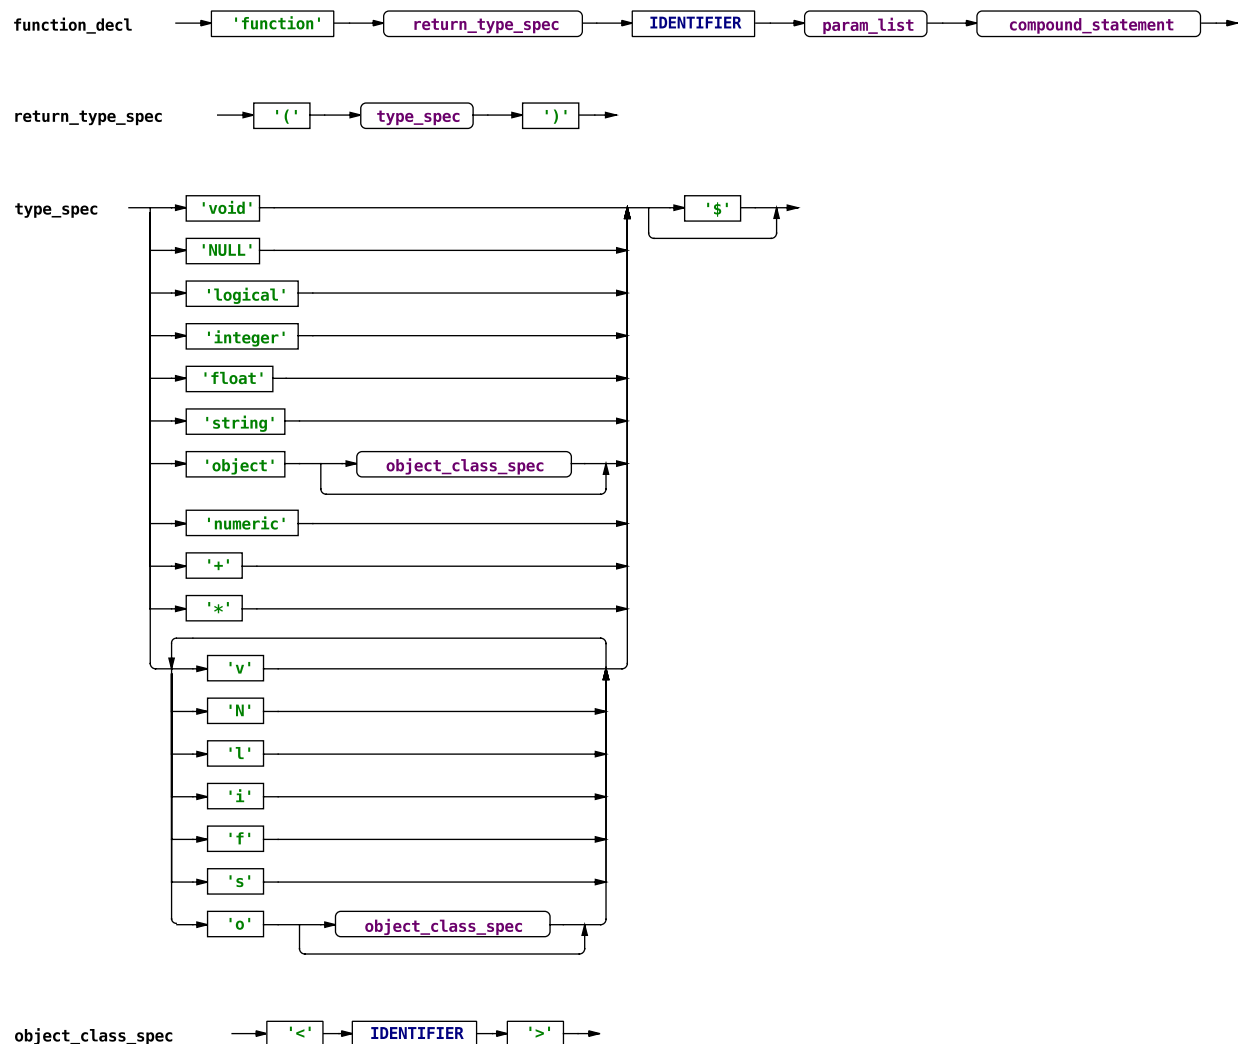 function_decl 'function' return_type_spec IDENTIFIER param_list compound_statement
return_type_spec '(' type_spec ')'
type_spec 'void' '$'
'NULL'
'logical'
'integer'
'float'
'string'
'object' object_class_spec
'numeric'
'+'
'*'
'v'
'N'
'l'
'i'
'f'
's'
'o' object_class_spec
object_class_spec '<' IDENTIFIER '>'